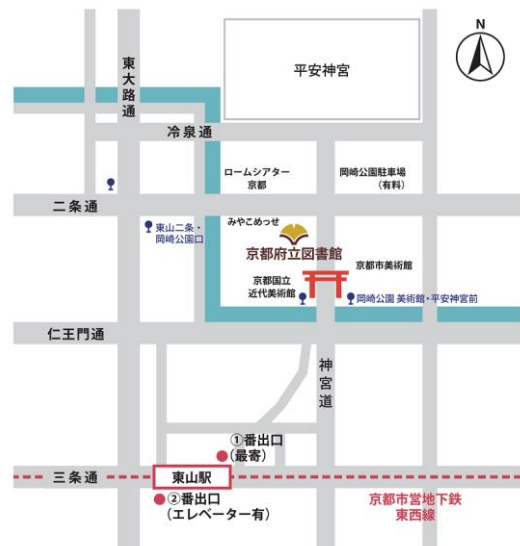 N
平安神宮
東大路通
冷泉通
ロームシアター
京都
岡崎公園駐車場
(有料)
二条通
みやこめっせ
東山二条・
岡崎公園口
京都府立図書館
京都市美術館
京都国立
近代美術館
岡崎公園 美術館・平安神宮前
仁王門通
神宮道
①番出口
(最寄)
三条通
東山駅
②番出口
(エレベーター有)
京都市営地下鉄
東西線